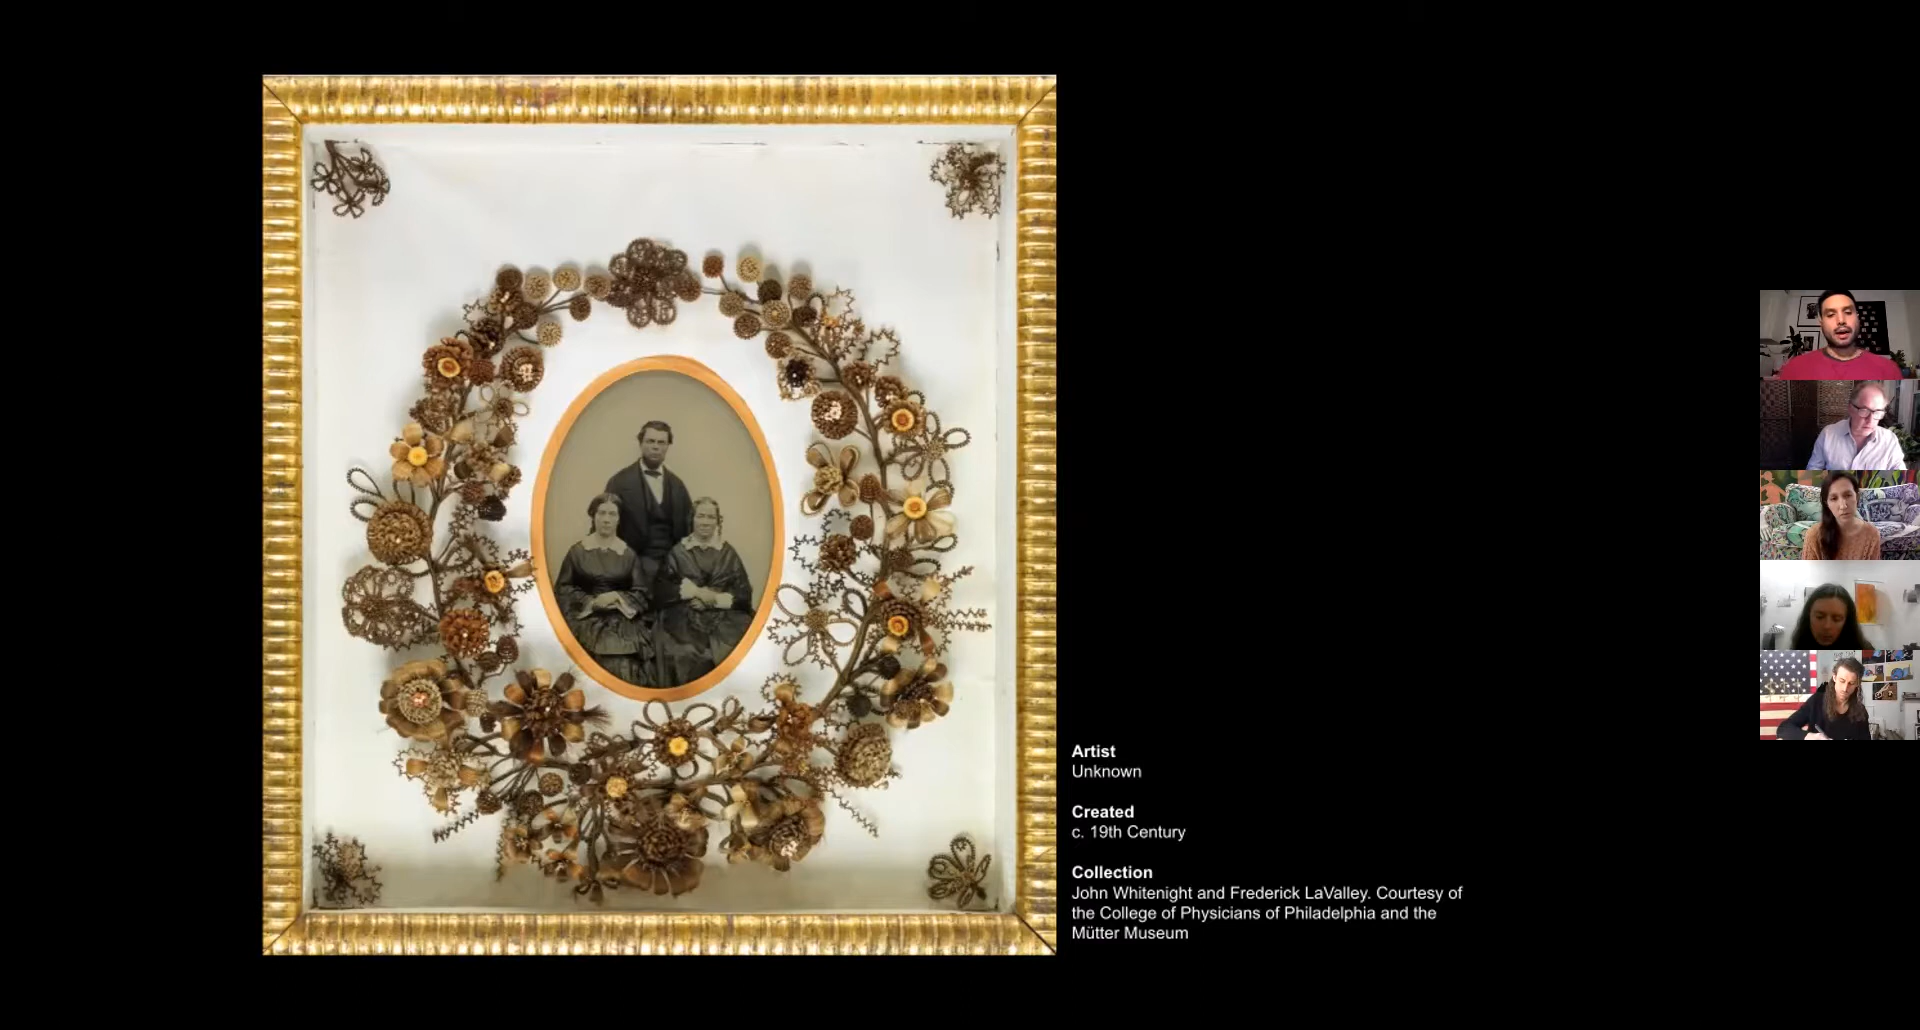 Artist
Unknown
Created
c. 19th Century
Collection
John Whitenight and Frederick LaValley. Courtesy of
the College of Physicians of Philadelphia and the
Mütter Museum